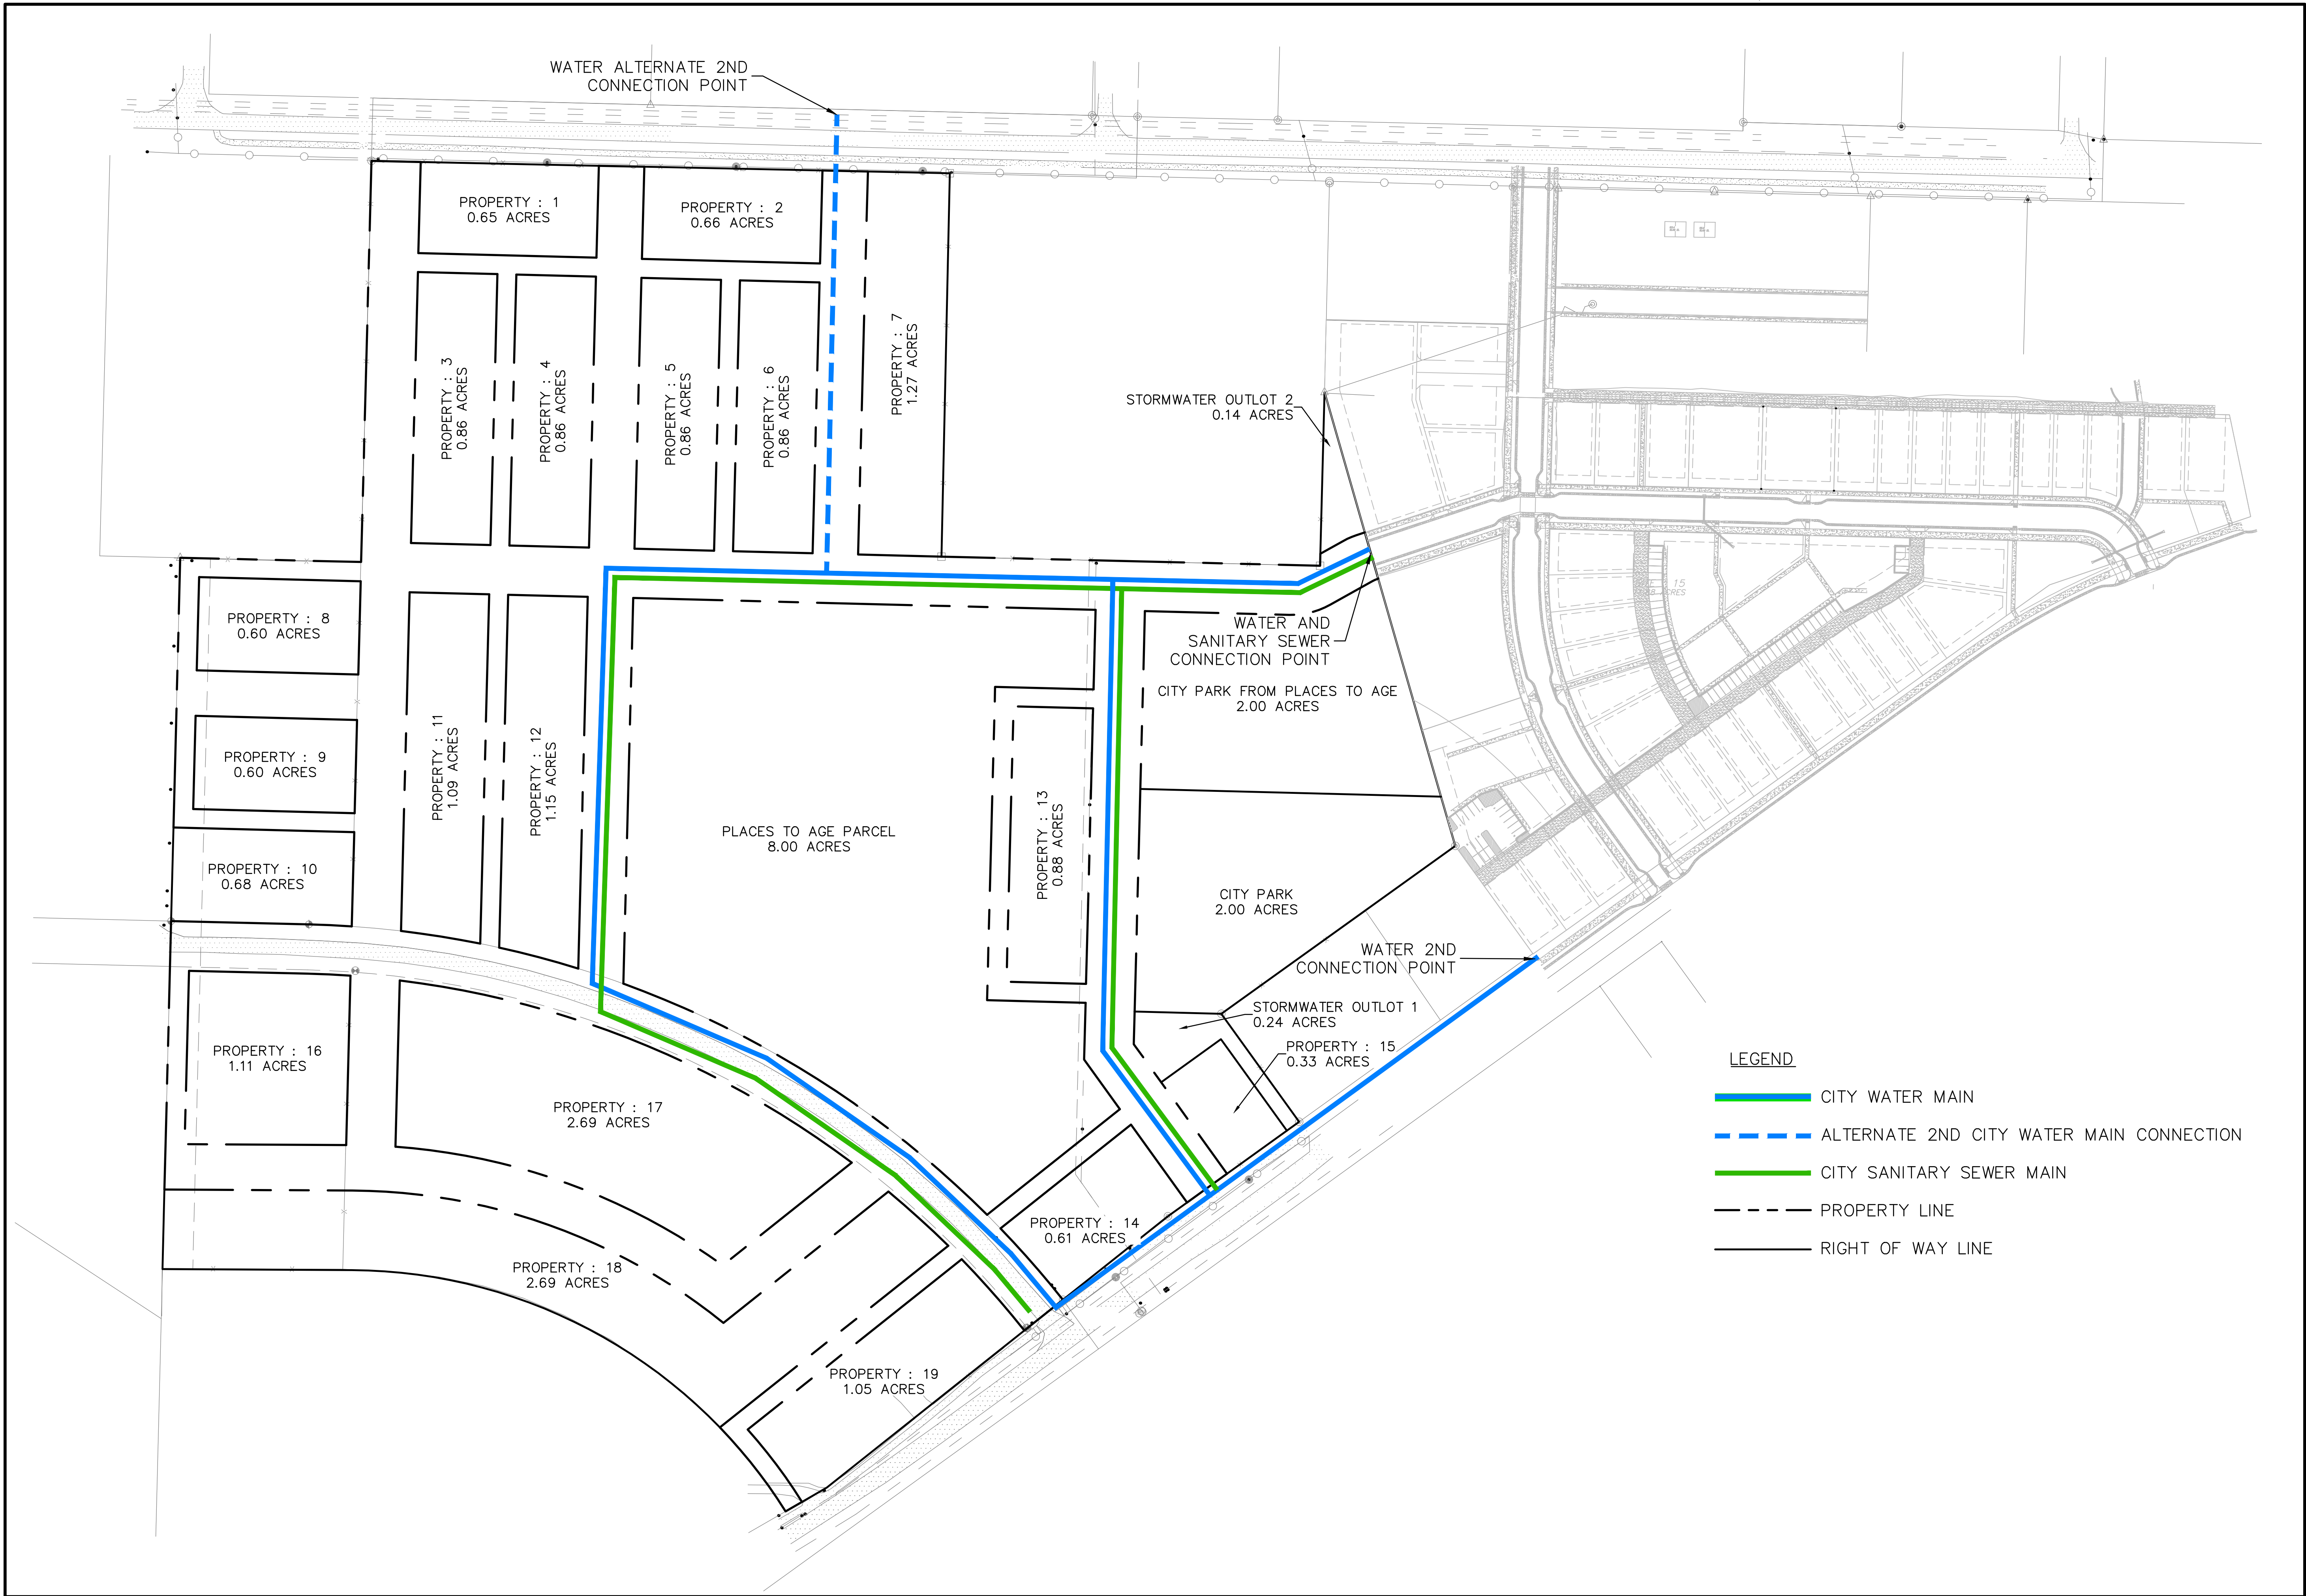 WATER ALTERNATE 2ND
CONNECTION POINT
PROPERTY : 1
0.65 ACRES
PROPERTY : 2
0.66 ACRES
PROPERTY : 3
0.86 ACRES
PROPERTY : 4
0.86 ACRES
PROPERTY : 5
0.86 ACRES
PROPERTY : 6
0.86 ACRES
PROPERTY : 7
1.27 ACRES
STORMWATER OUTLOT 2
0.14 ACRES
PROPERTY : 8
0.60 ACRES
WATER AND
SANITARY SEWER
CONNECTION POINT
CITY PARK FROM PLACES TO AGE
2.00 ACRES
PROPERTY : 9
0.60 ACRES
PROPERTY : 11
1.09 ACRES
PROPERTY : 12
1.15 ACRES
PLACES TO AGE PARCEL
8.00 ACRES
PROPERTY : 13
0.88 ACRES
PROPERTY : 10
0.68 ACRES
CITY PARK
2.00 ACRES
WATER 2ND
CONNECTION POINT
STORMWATER OUTLOT 1
0.24 ACRES
PROPERTY : 15
0.33 ACRES
PROPERTY : 16
1.11 ACRES
PROPERTY : 17
2.69 ACRES
PROPERTY : 14
0.61 ACRES
PROPERTY : 18
2.69 ACRES
PROPERTY : 19
1.05 ACRES
LEGEND
CITY WATER MAIN
ALTERNATE 2ND CITY WATER MAIN CONNECTION
CITY SANITARY SEWER MAIN
PROPERTY LINE
RIGHT OF WAY LINE